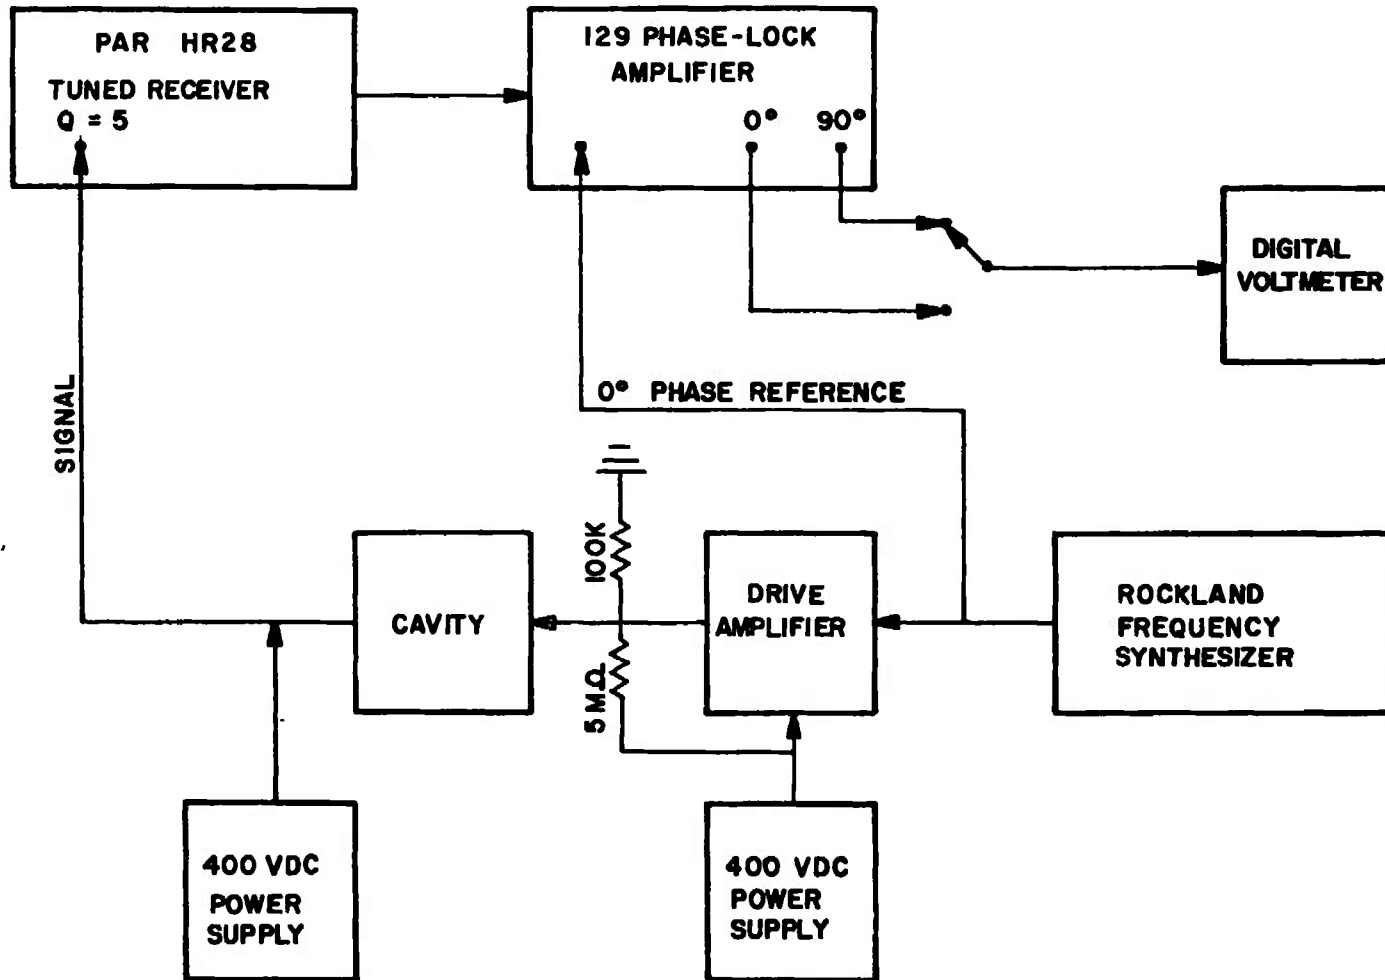 PAR HR28
TUNED RECEIVER
Q = 5
129 PHASE-LOCK
AMPLIFIER
0° 90°
DIGITAL
VOLTMETER
SIGNAL
0° PHASE REFERENCE
100K
5 MΩ
CAVITY
DRIVE
AMPLIFIER
ROCKLAND
FREQUENCY
SYNTHESIZER
400 VDC
POWER
SUPPLY
400 VDC
POWER
SUPPLY